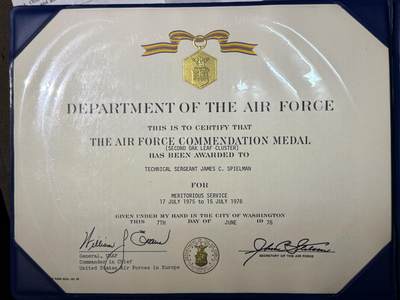 DEPARTMENT OF THE AIR FORCE
THIS IS TO CERTIFY THAT
THE AIR FORCE COMMENDATION MEDAL
(SECOND OAK LEAF CLUSTER)
HAS BEEN AWARDED TO
TECHNICAL SERGEANT JAMES C. SPIELMAN
FOR
MERITORIOUS SERVICE
17 JULY 1975 to 16 JULY 1978
GIVEN UNDER MY HAND IN THE CITY OF WASHINGTON
THIS 7TH DAY OF JUNE 19 78
General, USAF
Commander in Chief
United States Air Forces in Europe
SECRETARY OF THE AIR FORCE